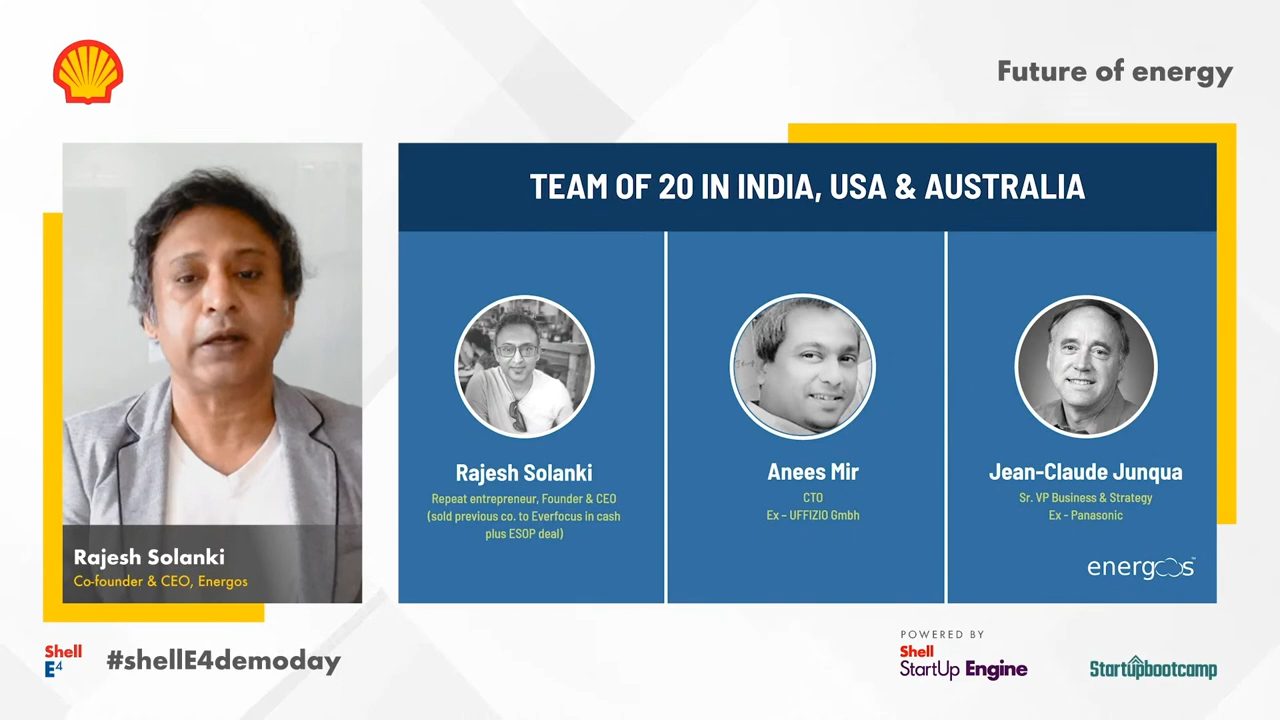 Future of energy
TEAM OF 20 IN INDIA, USA & AUSTRALIA
Rajesh Solanki
Repeat entrepreneur, Founder & CEO
(sold previous co. to Everfocus in cash
plus ESOP deal)
Anees Mir
CTO
Ex – UFFIZIO Gmbh
Jean-Claude Junqua
Sr. VP Business & Strategy
Ex - Panasonic
energos™
Rajesh Solanki
Co-founder & CEO, Energos
Shell
E4
#shellE4demoday
POWERED BY
Shell
StartUp Engine
Startupbootcamp